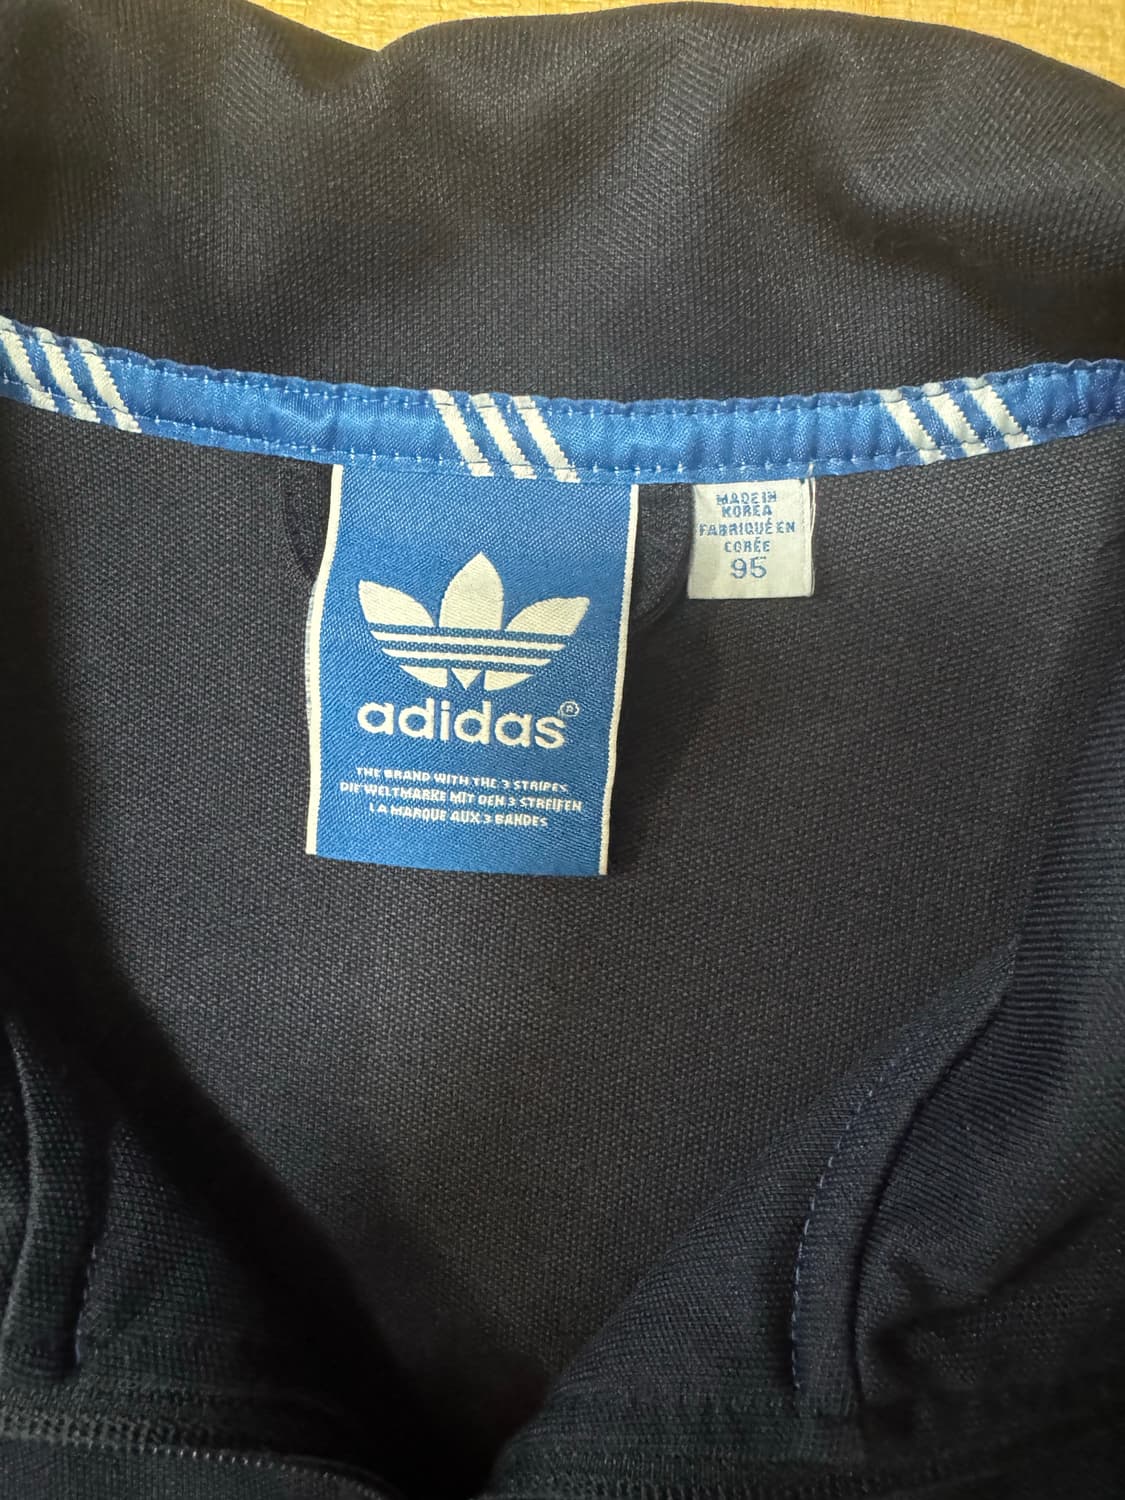 MADE IN
KOREA
FABRIQUÉ EN
CORÉE
95
adidas®
THE BRAND WITH THE 3 STRIPES
DIE WELTMARKE MIT DEN 3 STREIFEN
LA MARQUE AUX 3 BANDES